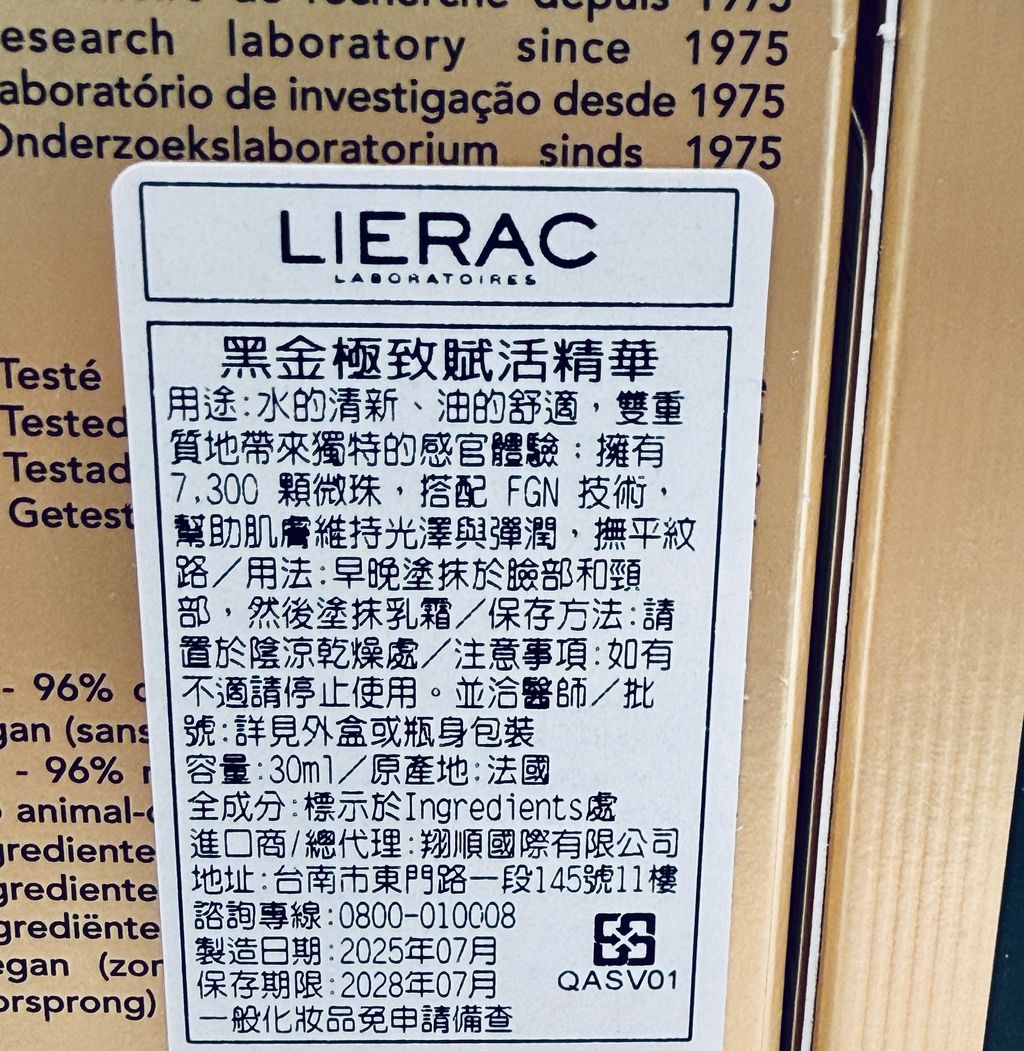 depuis 1975
esearch laboratory since 1975
aboratório de investigação desde 1975
Onderzoekslaboratorium sinds 1975
LIERAC
LABORATOIRES
黑金極致賦活精華
用途:水的清新、油的舒適，雙重
質地帶來獨特的感官體驗：擁有
7,300 顆微珠，搭配 FGN 技術，
幫助肌膚維持光澤與彈潤，撫平紋
路／用法:早晚塗抹於臉部和頸
部，然後塗抹乳霜／保存方法:請
置於陰涼乾燥處／注意事項:如有
不適請停止使用。並洽醫師／批
號:詳見外盒或瓶身包裝
容量:30ml／原產地:法國
全成分:標示於Ingredients處
進口商/總代理:翔順國際有限公司
地址:台南市東門路一段145號11樓
諮詢專線:0800-010008
製造日期:2025年07月
保存期限:2028年07月
一般化妝品免申請備查
QASV01
Testé
Tested
Testad
Getest
- 96%
gan (sans
- 96%
animal-
grediente
grediente
grediënte
egan (zor
orsprong)